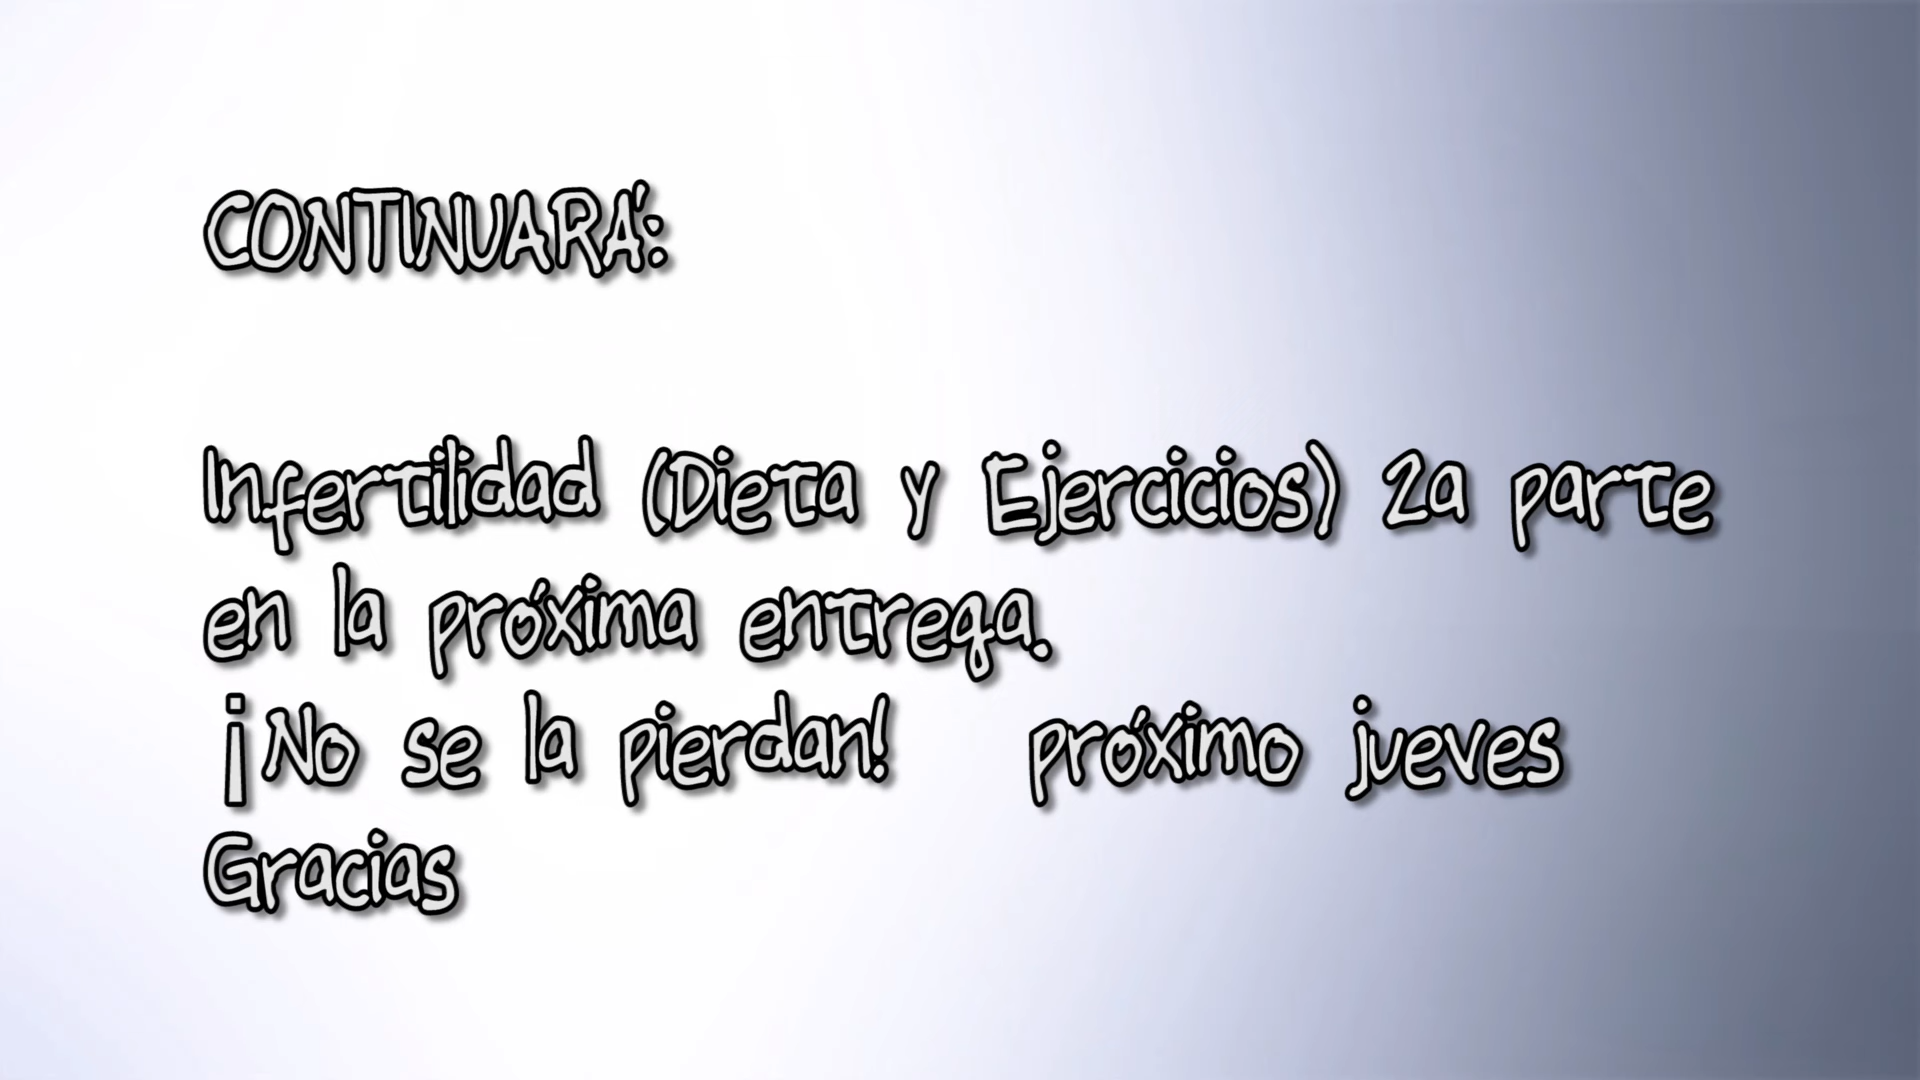 CONTINUARÁ:
Infertilidad (Dieta y Ejercicios) 2a parte
en la próxima entrega.
¡No se la pierdan! próximo jueves
Gracias